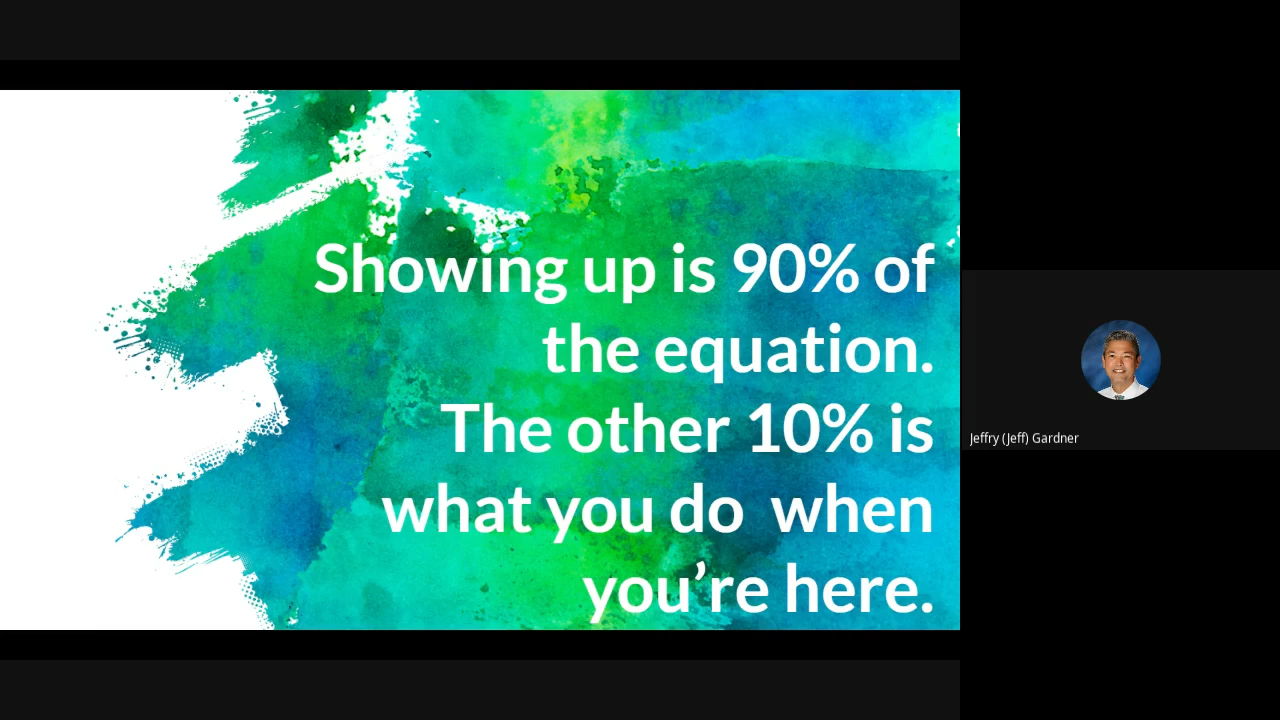 Showing up is 90% of
the equation.
The other 10% is
what you do  when
you’re here.
Jeffry (Jeff) Gardner